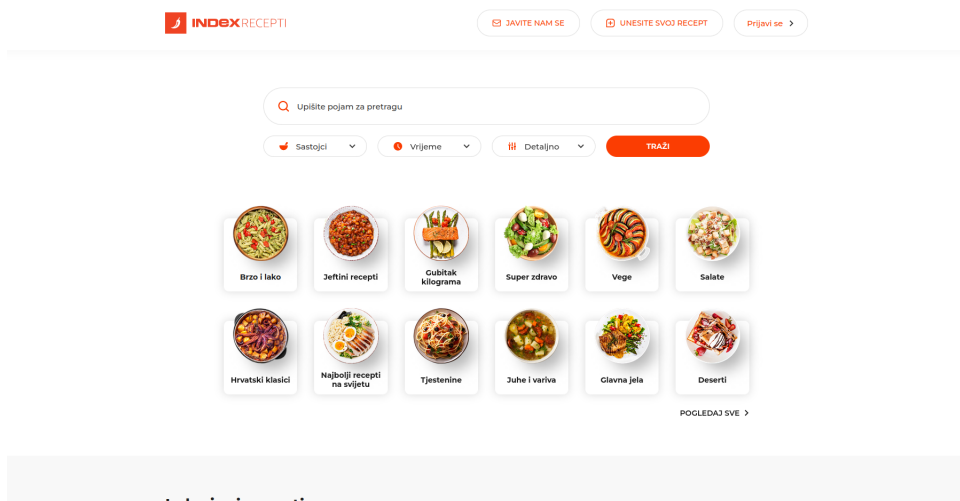 INDEX RECEPTI
JAVITE NAM SE
UNESITE SVOJ RECEPT
Prijavi se
Upišite pojam za pretragu
Sastojci
Vrijeme
Detaljno
TRAŽI
Brzo i lako
Jeftini recepti
Gubitak
kilograma
Super zdravo
Vege
Salate
Hrvatski klasici
Najbolji recepti
na svijetu
Tjestenine
Juhe i variva
Glavna jela
Deserti
POGLEDAJ SVE